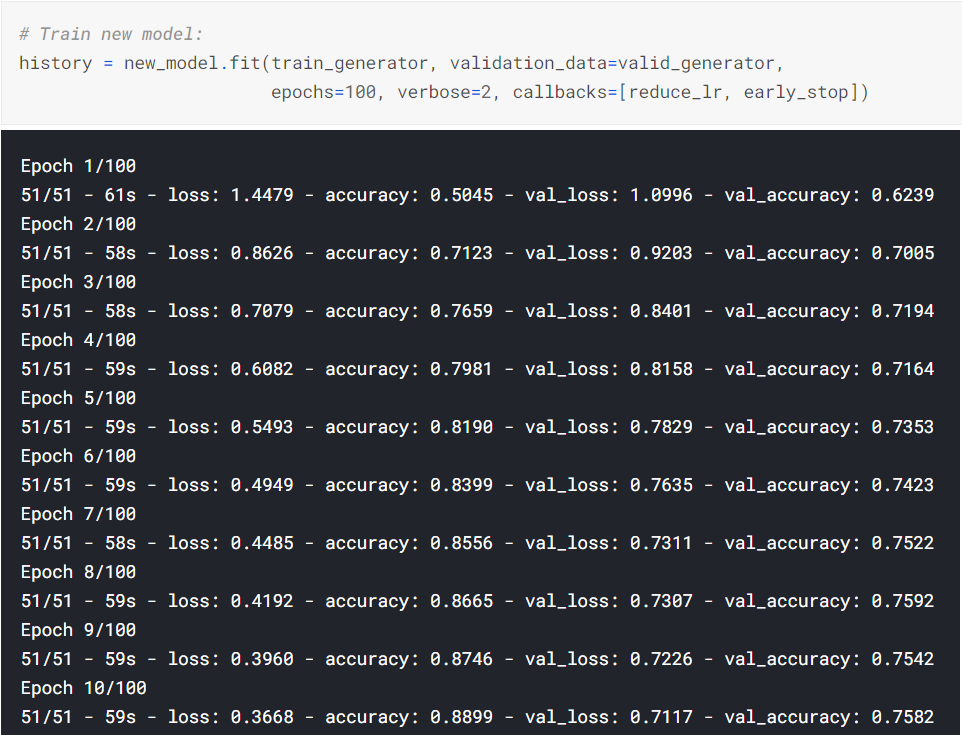 # Train new model:
history = new_model.fit(train_generator, validation_data=valid_generator,
                        epochs=100, verbose=2, callbacks=[reduce_lr, early_stop])
Epoch 1/100
51/51 - 61s - loss: 1.4479 - accuracy: 0.5045 - val_loss: 1.0996 - val_accuracy: 0.6239
Epoch 2/100
51/51 - 58s - loss: 0.8626 - accuracy: 0.7123 - val_loss: 0.9203 - val_accuracy: 0.7005
Epoch 3/100
51/51 - 58s - loss: 0.7079 - accuracy: 0.7659 - val_loss: 0.8401 - val_accuracy: 0.7194
Epoch 4/100
51/51 - 59s - loss: 0.6082 - accuracy: 0.7981 - val_loss: 0.8158 - val_accuracy: 0.7164
Epoch 5/100
51/51 - 59s - loss: 0.5493 - accuracy: 0.8190 - val_loss: 0.7829 - val_accuracy: 0.7353
Epoch 6/100
51/51 - 59s - loss: 0.4949 - accuracy: 0.8399 - val_loss: 0.7635 - val_accuracy: 0.7423
Epoch 7/100
51/51 - 58s - loss: 0.4485 - accuracy: 0.8556 - val_loss: 0.7311 - val_accuracy: 0.7522
Epoch 8/100
51/51 - 59s - loss: 0.4192 - accuracy: 0.8665 - val_loss: 0.7307 - val_accuracy: 0.7592
Epoch 9/100
51/51 - 59s - loss: 0.3960 - accuracy: 0.8746 - val_loss: 0.7226 - val_accuracy: 0.7542
Epoch 10/100
51/51 - 59s - loss: 0.3668 - accuracy: 0.8899 - val_loss: 0.7117 - val_accuracy: 0.7582